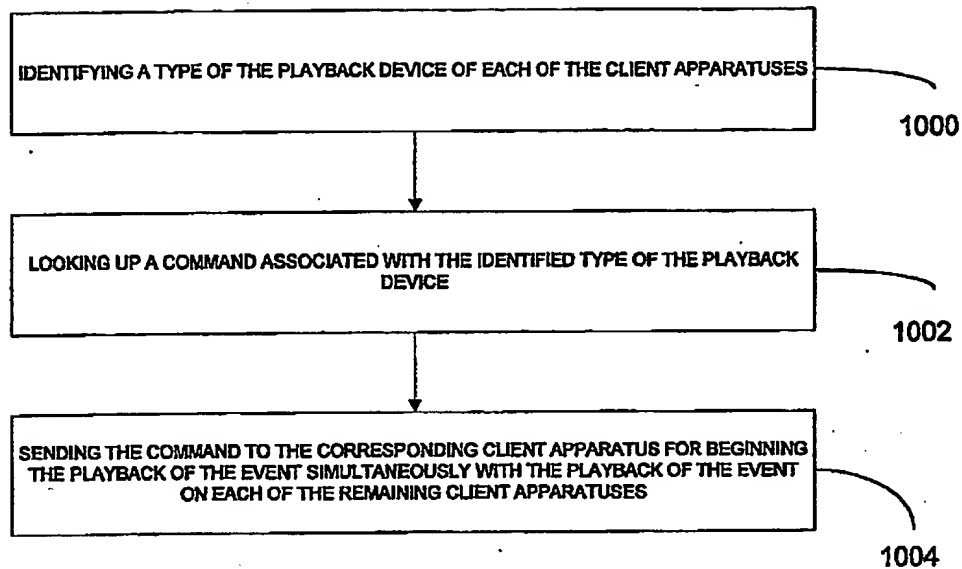 IDENTIFYING A TYPE OF THE PLAYBACK DEVICE OF EACH OF THE CLIENT APPARATUSES
1000
LOOKING UP A COMMAND ASSOCIATED WITH THE IDENTIFIED TYPE OF THE PLAYBACK
DEVICE
1002
SENDING THE COMMAND TO THE CORRESPONDING CLIENT APPARATUS FOR BEGINNING
THE PLAYBACK OF THE EVENT SIMULTANEOUSLY WITH THE PLAYBACK OF THE EVENT
ON EACH OF THE REMAINING CLIENT APPARATUSES
1004